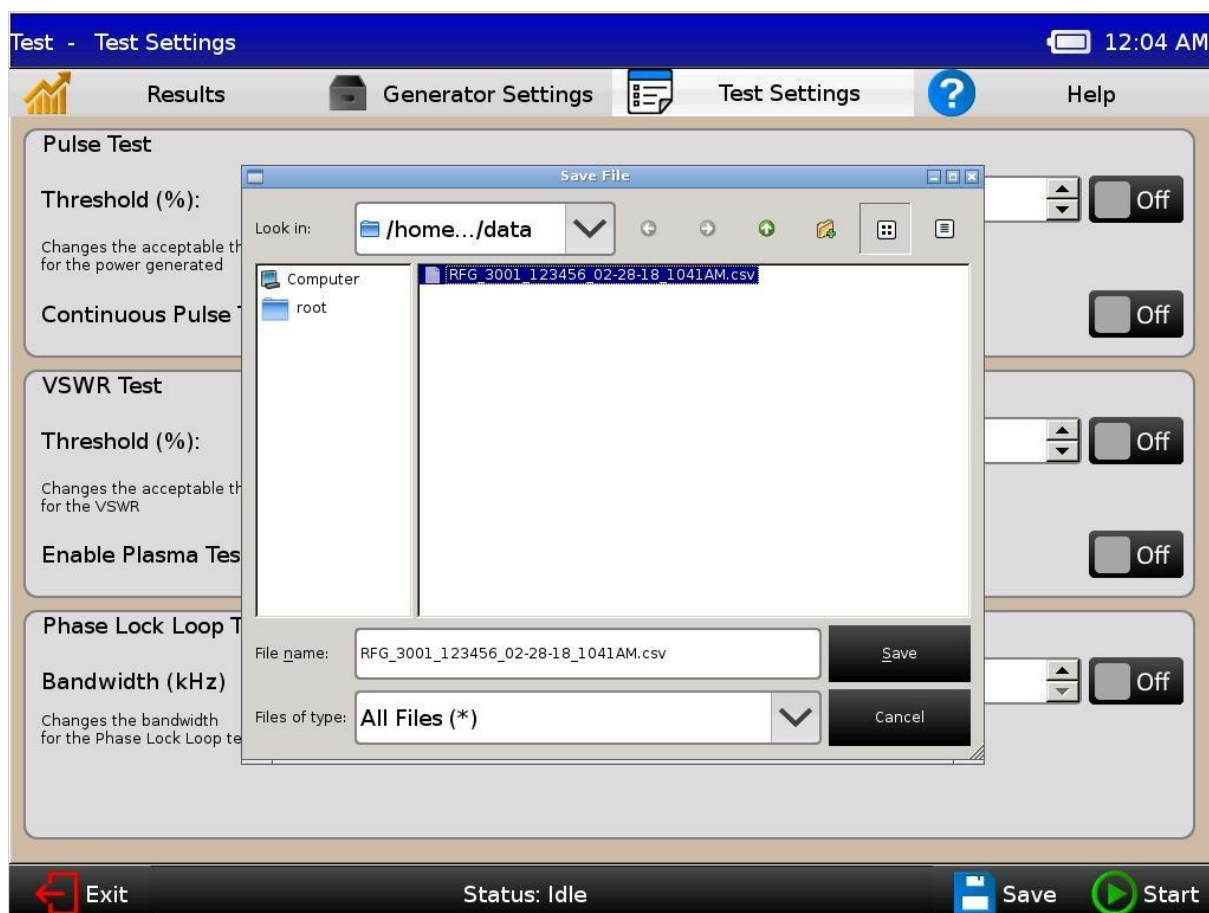 Test - Test Settings
12:04 AM
Results
Generator Settings
Test Settings
?
Help
Pulse Test
Threshold (%):
Off
Changes the acceptable
for the power generated
Continuous Pulse
Off
VSWR Test
Threshold (%):
Off
Changes the acceptable
for the VSWR
Enable Plasma
Off
Phase Lock Loop
Bandwidth (kHz)
Off
Changes the bandwidth
for the Phase Lock Loop
Save File
Look in:
/home.../data
Computer
root
RFG_3001_123456_02-28-18_1041AM.csv
File name:
RFG_3001_123456_02-28-18_1041AM.csv
Save
Files of type:
All Files (*)
Cancel
Exit
Status: Idle
Save
Start